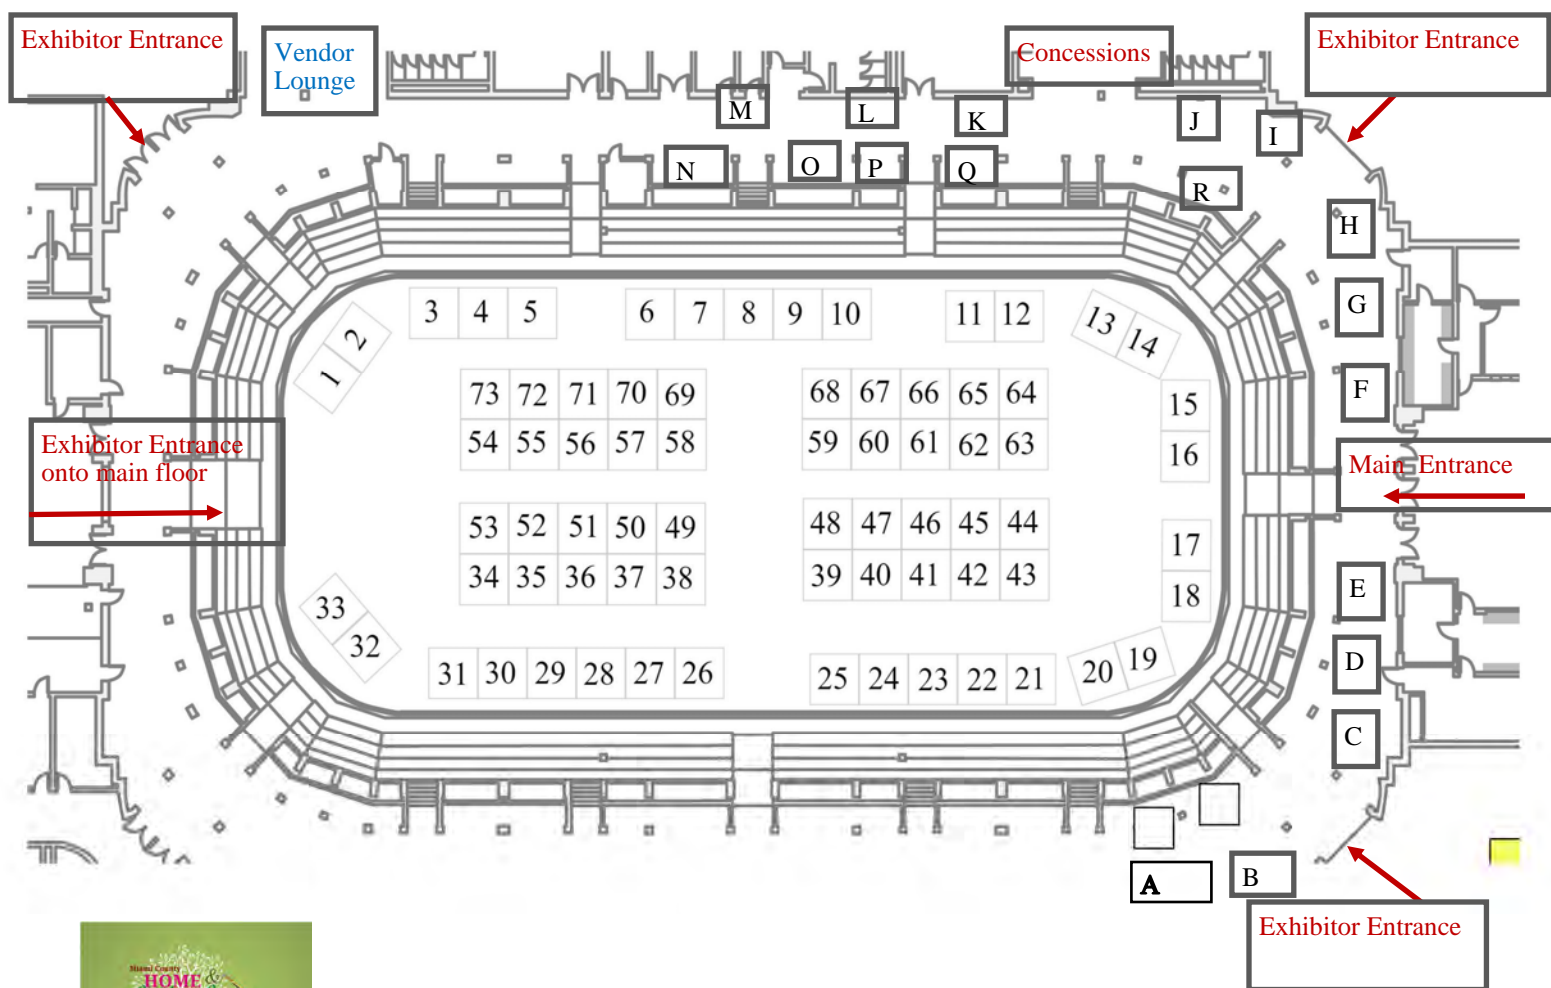 Exhibitor Entrance
Vendor
Lounge
Concessions
Exhibitor Entrance
M
L
K
J
I
N
O
P
Q
R
H
G
F
3 4 5
6 7 8 9 10
11 12
13 14
1 2
73 72 71 70 69
68 67 66 65 64
15
54 55 56 57 58
59 60 61 62 63
16
Exhibitor Entrance
onto main floor
Main Entrance
53 52 51 50 49
48 47 46 45 44
17
34 35 36 37 38
39 40 41 42 43
18
E
33
32
D
31 30 29 28 27 26
25 24 23 22 21
20 19
C
A
B
Exhibitor Entrance
Miami County
HOME &